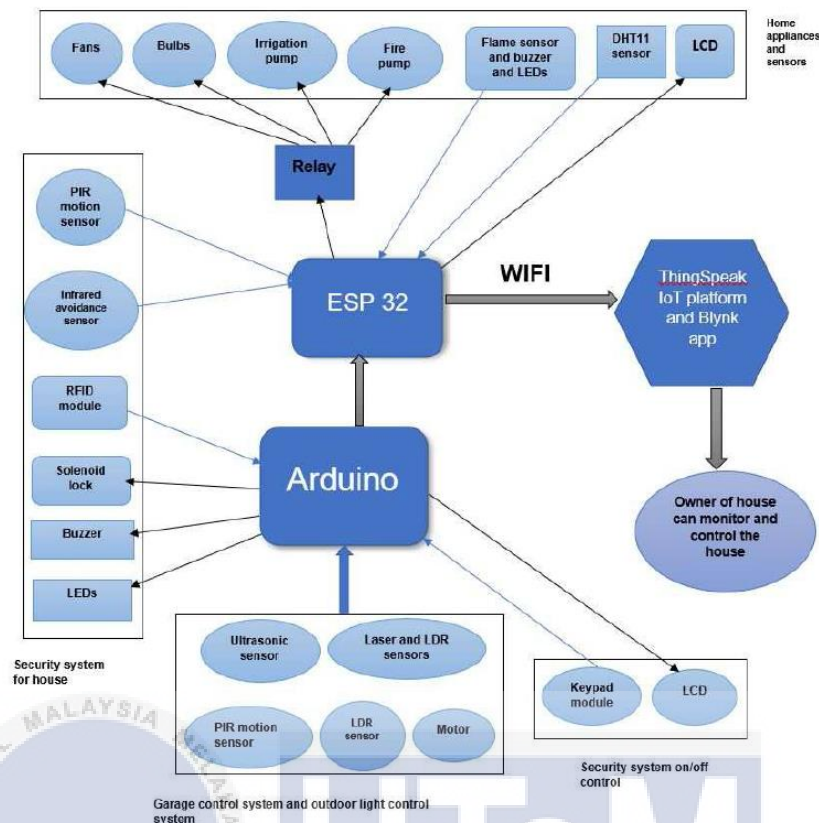 Fans
Bulbs
Irrigation
pump
Fire
pump
Flame sensor
and buzzer
and LEDs
DHT11
sensor
LCD
Home
appliances
and
sensors
Relay
PIR
motion
sensor
Infrared
avoidance
sensor
RFID
module
Solenoid
lock
Buzzer
LEDs
Security system
for house
ESP 32
WIFI
ThingSpeak
IoT platform
and Blynk
app
Arduino
Owner of house
can monitor and
control the
house
Ultrasonic
sensor
Laser and LDR
sensors
PIR motion
sensor
LDR
sensor
Motor
Garage control system and outdoor light control
system
Keypad
module
LCD
Security system on/off
control
MALAYSIA
UTeM